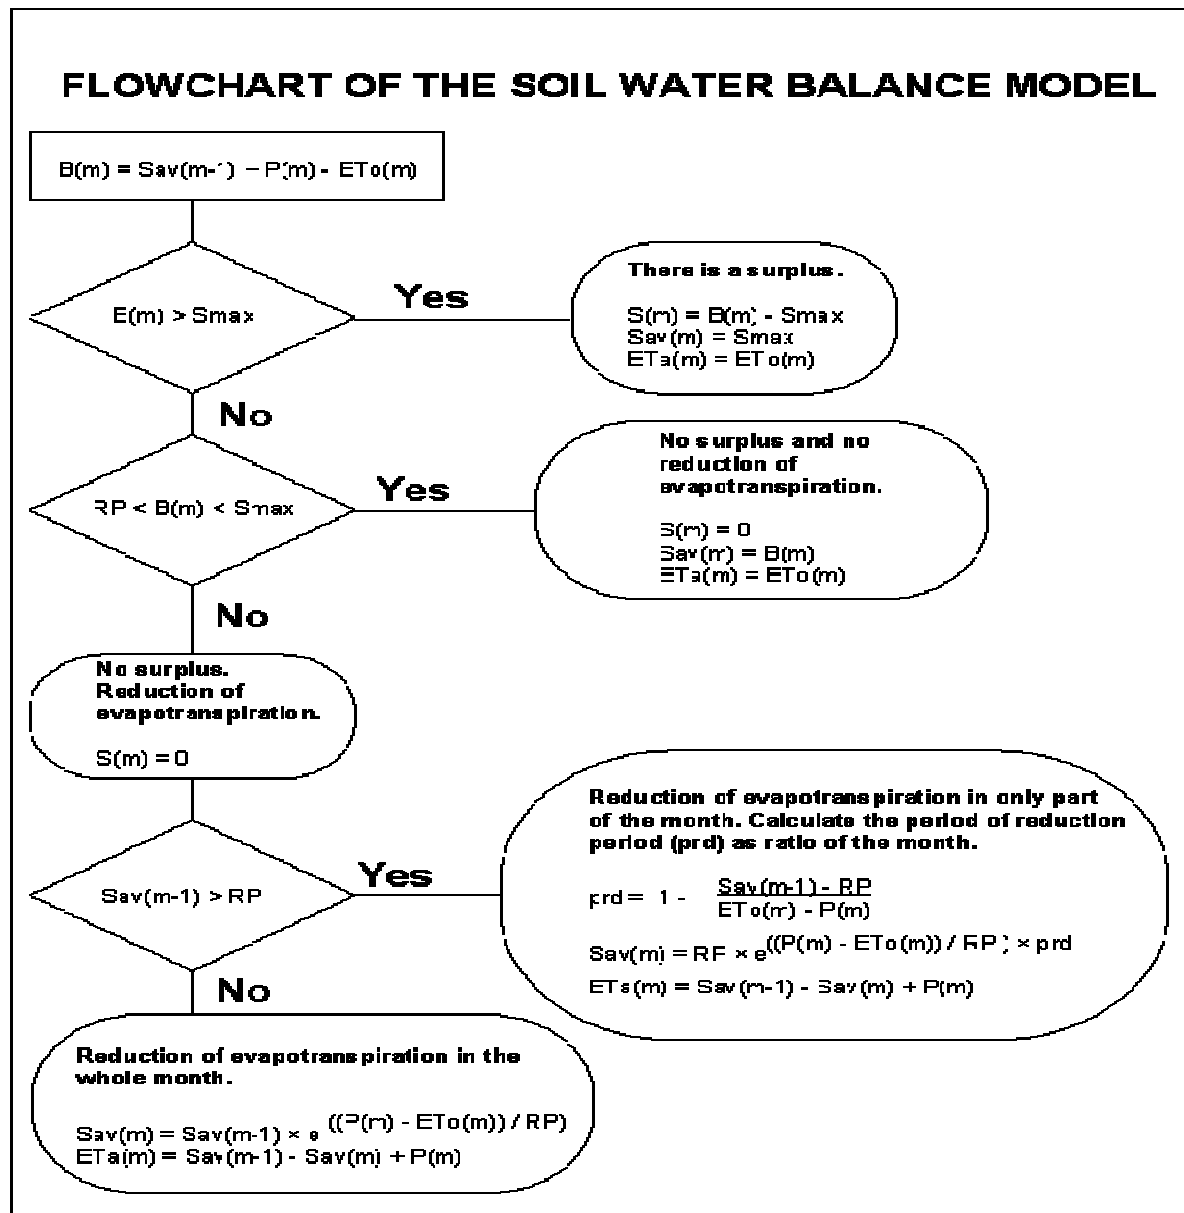 FLOWCHART OF THE SOIL WATER BALANCE MODEL
B(m) = Sav(m-1) – P(m) - ETo(m)
E(m) > Smax
Yes
There is a surplus.
S(m) = B(m) - Smax
Sav(m) = Smax
ETa(m) = ETo(m)
No
RP < B(m) < Smax
Yes
No surplus and no
reduction of
evapotranspiration.
S(m) = 0
Sav(m) = B(m)
ETa(m) = ETo(m)
No
No surplus.
Reduction of
evapotranspiration.
S(m) = 0
Sav(m-1) > RP
Yes
Reduction of evapotranspiration in only part
of the month. Calculate the period of reduction
period (prd) as ratio of the month.
prd = 1 - Sav(m-1) - RP
ETo(m) - P(m)
Sav(m) = RF × e((P(m) - ETo(m)) / RP) × prd
ETa(m) = Sav(m-1) - Sav(m) + P(m)
No
Reduction of evapotranspiration in the
whole month.
Sav(m) = Sav(m-1) × e ((P(m) - ETo(m)) / RP)
ETa(m) = Sav(m-1) - Sav(m) + P(m)